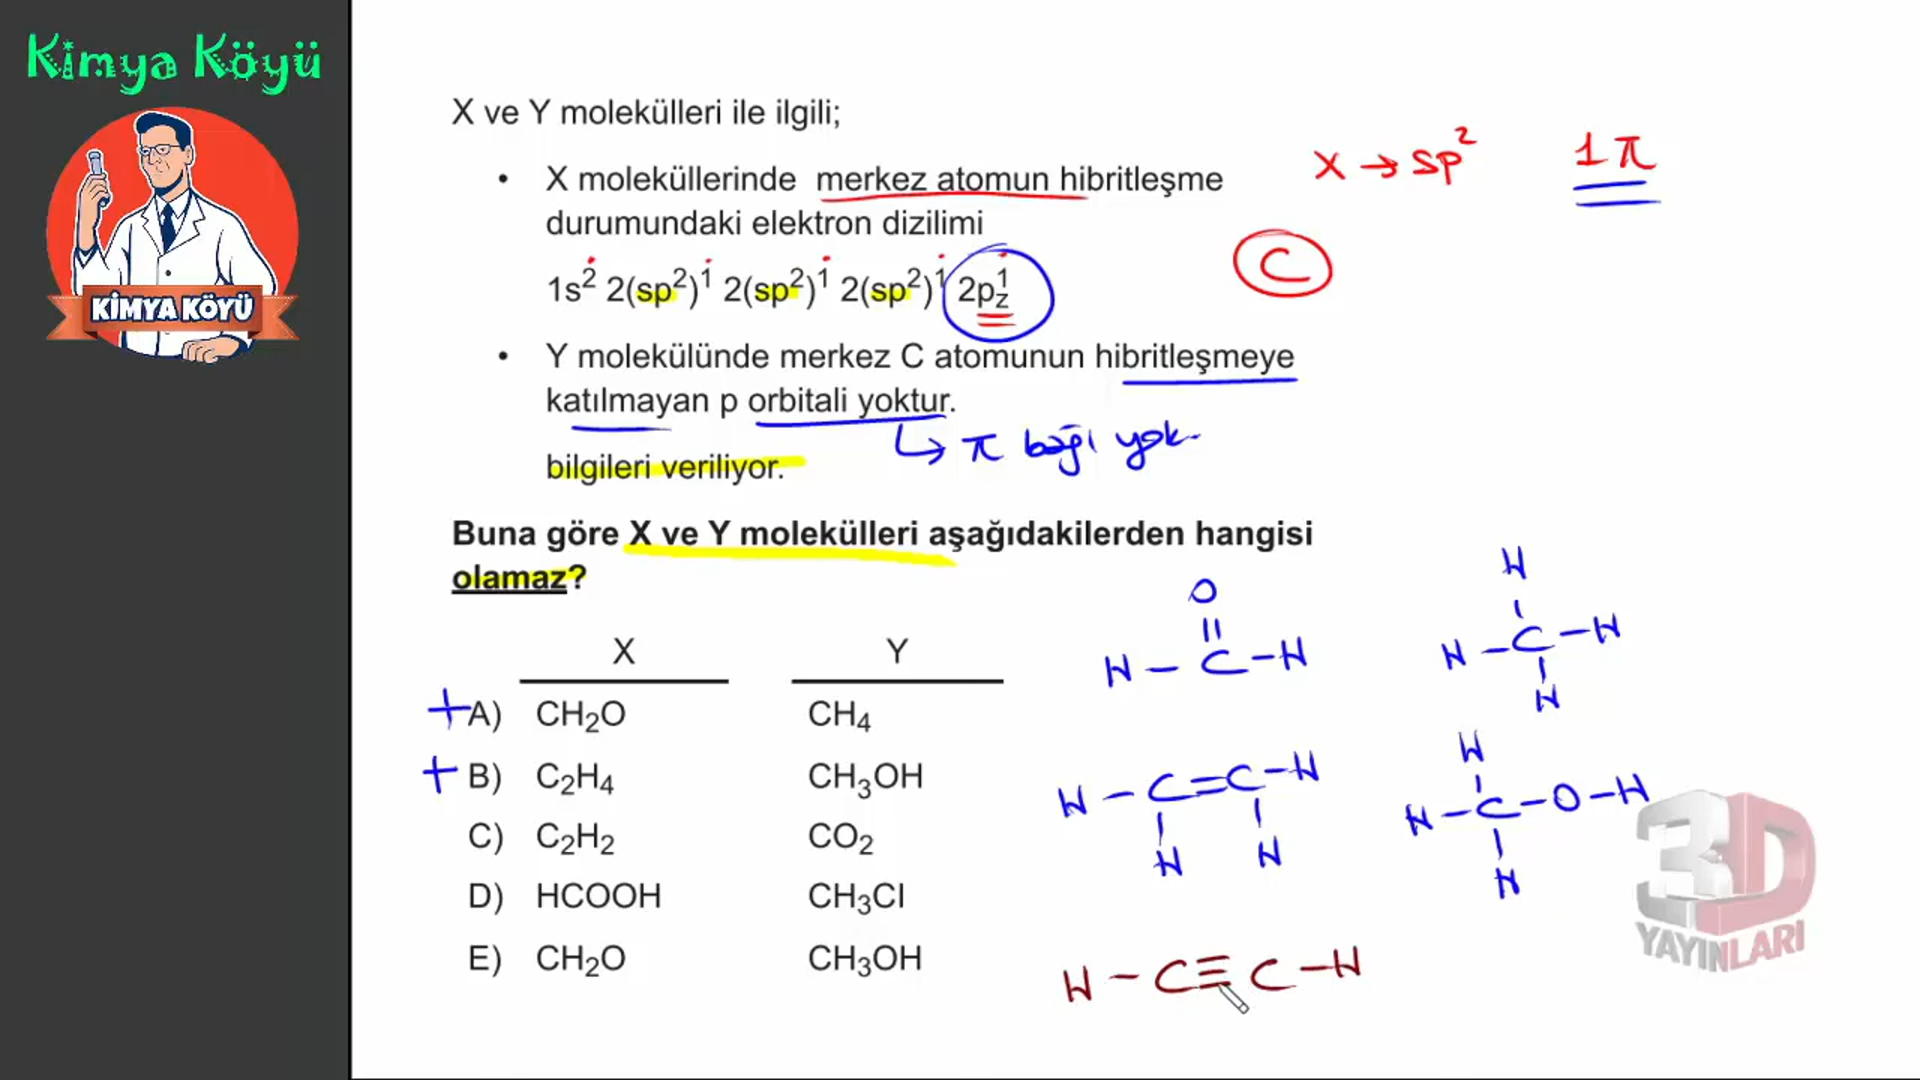 Kimya Köyü
KİMYA KÖYÜ
X ve Y molekülleri ile ilgili;
• X moleküllerinde merkez atomun hibritleşme
durumundaki elektron dizilimi
1s² 2(sp²)¹ 2(sp²)¹ 2(sp²)¹ 2p_z¹
X → sp² 1π
C
• Y molekülünde merkez C atomunun hibritleşmeye
katılmayan p orbitali yoktur.
↳ π bağı yok.
bilgileri veriliyor.
Buna göre X ve Y molekülleri aşağıdakilerden hangisi
olamaz?
X Y
+A) CH₂O CH₄
+ B) C₂H₄ CH₃OH
C) C₂H₂ CO₂
D) HCOOH CH₃Cl
E) CH₂O CH₃OH
O
H – C – H
H
H – C – H
H
H – C = C – H
H H
H
H – C – O – H
H
H – C ≡ C – H
3D
YAYINLARI